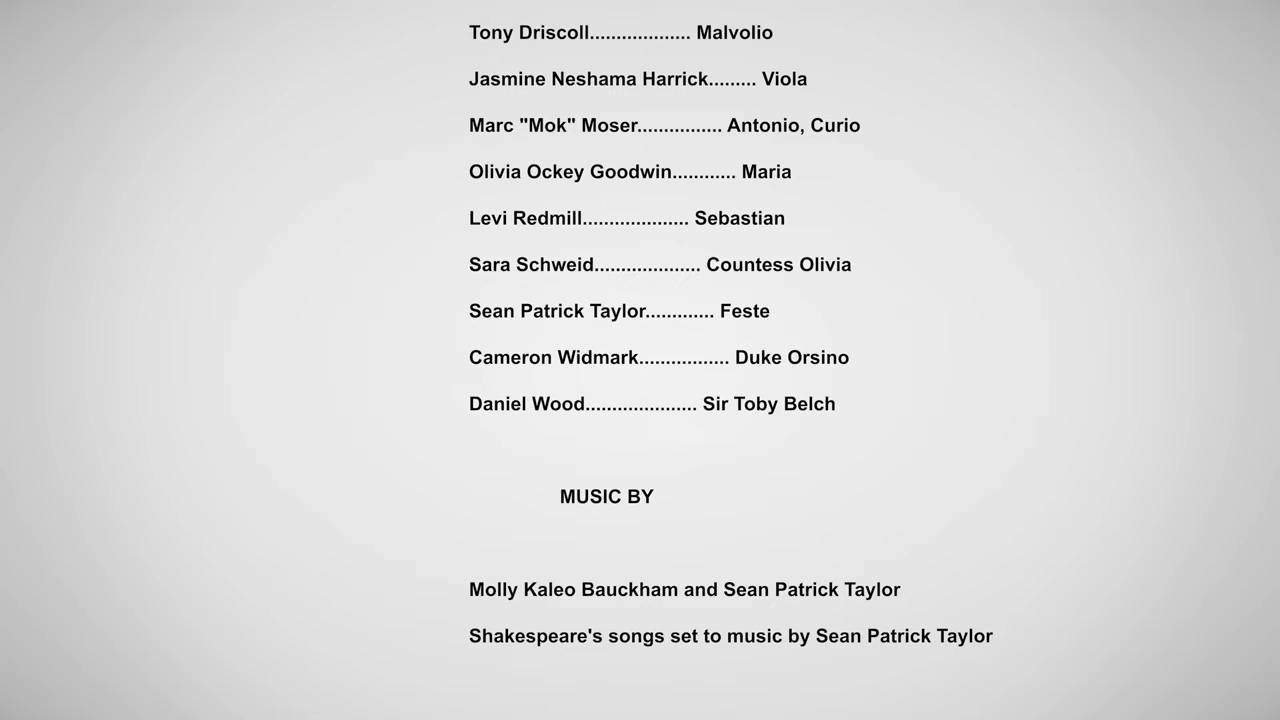 Tony Driscoll................... Malvolio
Jasmine Neshama Harrick......... Viola
Marc "Mok" Moser................ Antonio, Curio
Olivia Ockey Goodwin............ Maria
Levi Redmill.................... Sebastian
Sara Schweid.................... Countess Olivia
Sean Patrick Taylor............. Feste
Cameron Widmark................. Duke Orsino
Daniel Wood..................... Sir Toby Belch
MUSIC BY
Molly Kaleo Bauckham and Sean Patrick Taylor
Shakespeare's songs set to music by Sean Patrick Taylor